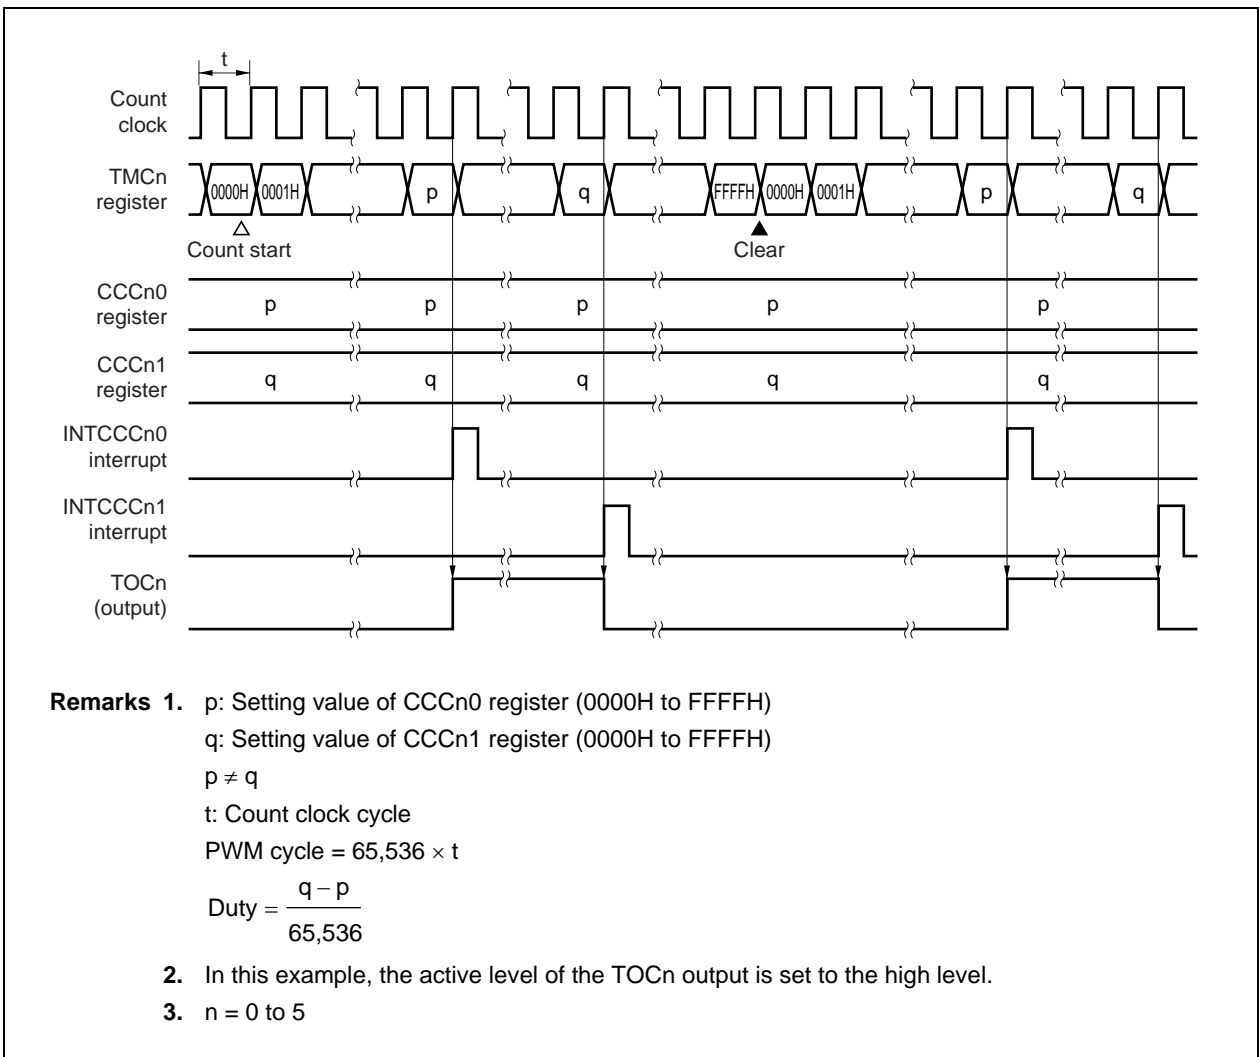 t
Count
clock
TMCn
register
0000H 0001H p q FFFFH 0000H 0001H p q
Count start Clear
CCCn0
register
p p p p p
CCCn1
register
q q q q q
INTCCCn0
interrupt
INTCCCn1
interrupt
TOCn
(output)
Remarks 1. p: Setting value of CCCn0 register (0000H to FFFFH)
q: Setting value of CCCn1 register (0000H to FFFFH)
p ≠ q
t: Count clock cycle
PWM cycle = 65,536 × t
Duty = q – p
65,536
2. In this example, the active level of the TOCn output is set to the high level.
3. n = 0 to 5